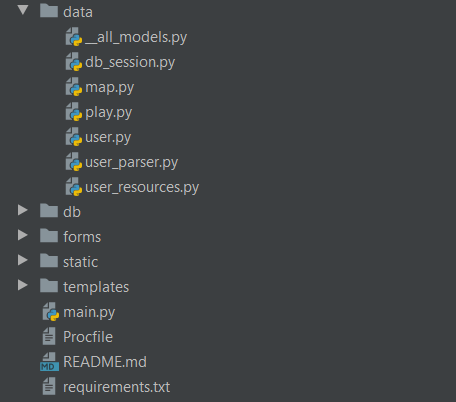 data
__all_models.py
db_session.py
map.py
play.py
user.py
user_parser.py
user_resources.py
db
forms
static
templates
main.py
Procfile
MD README.md
requirements.txt